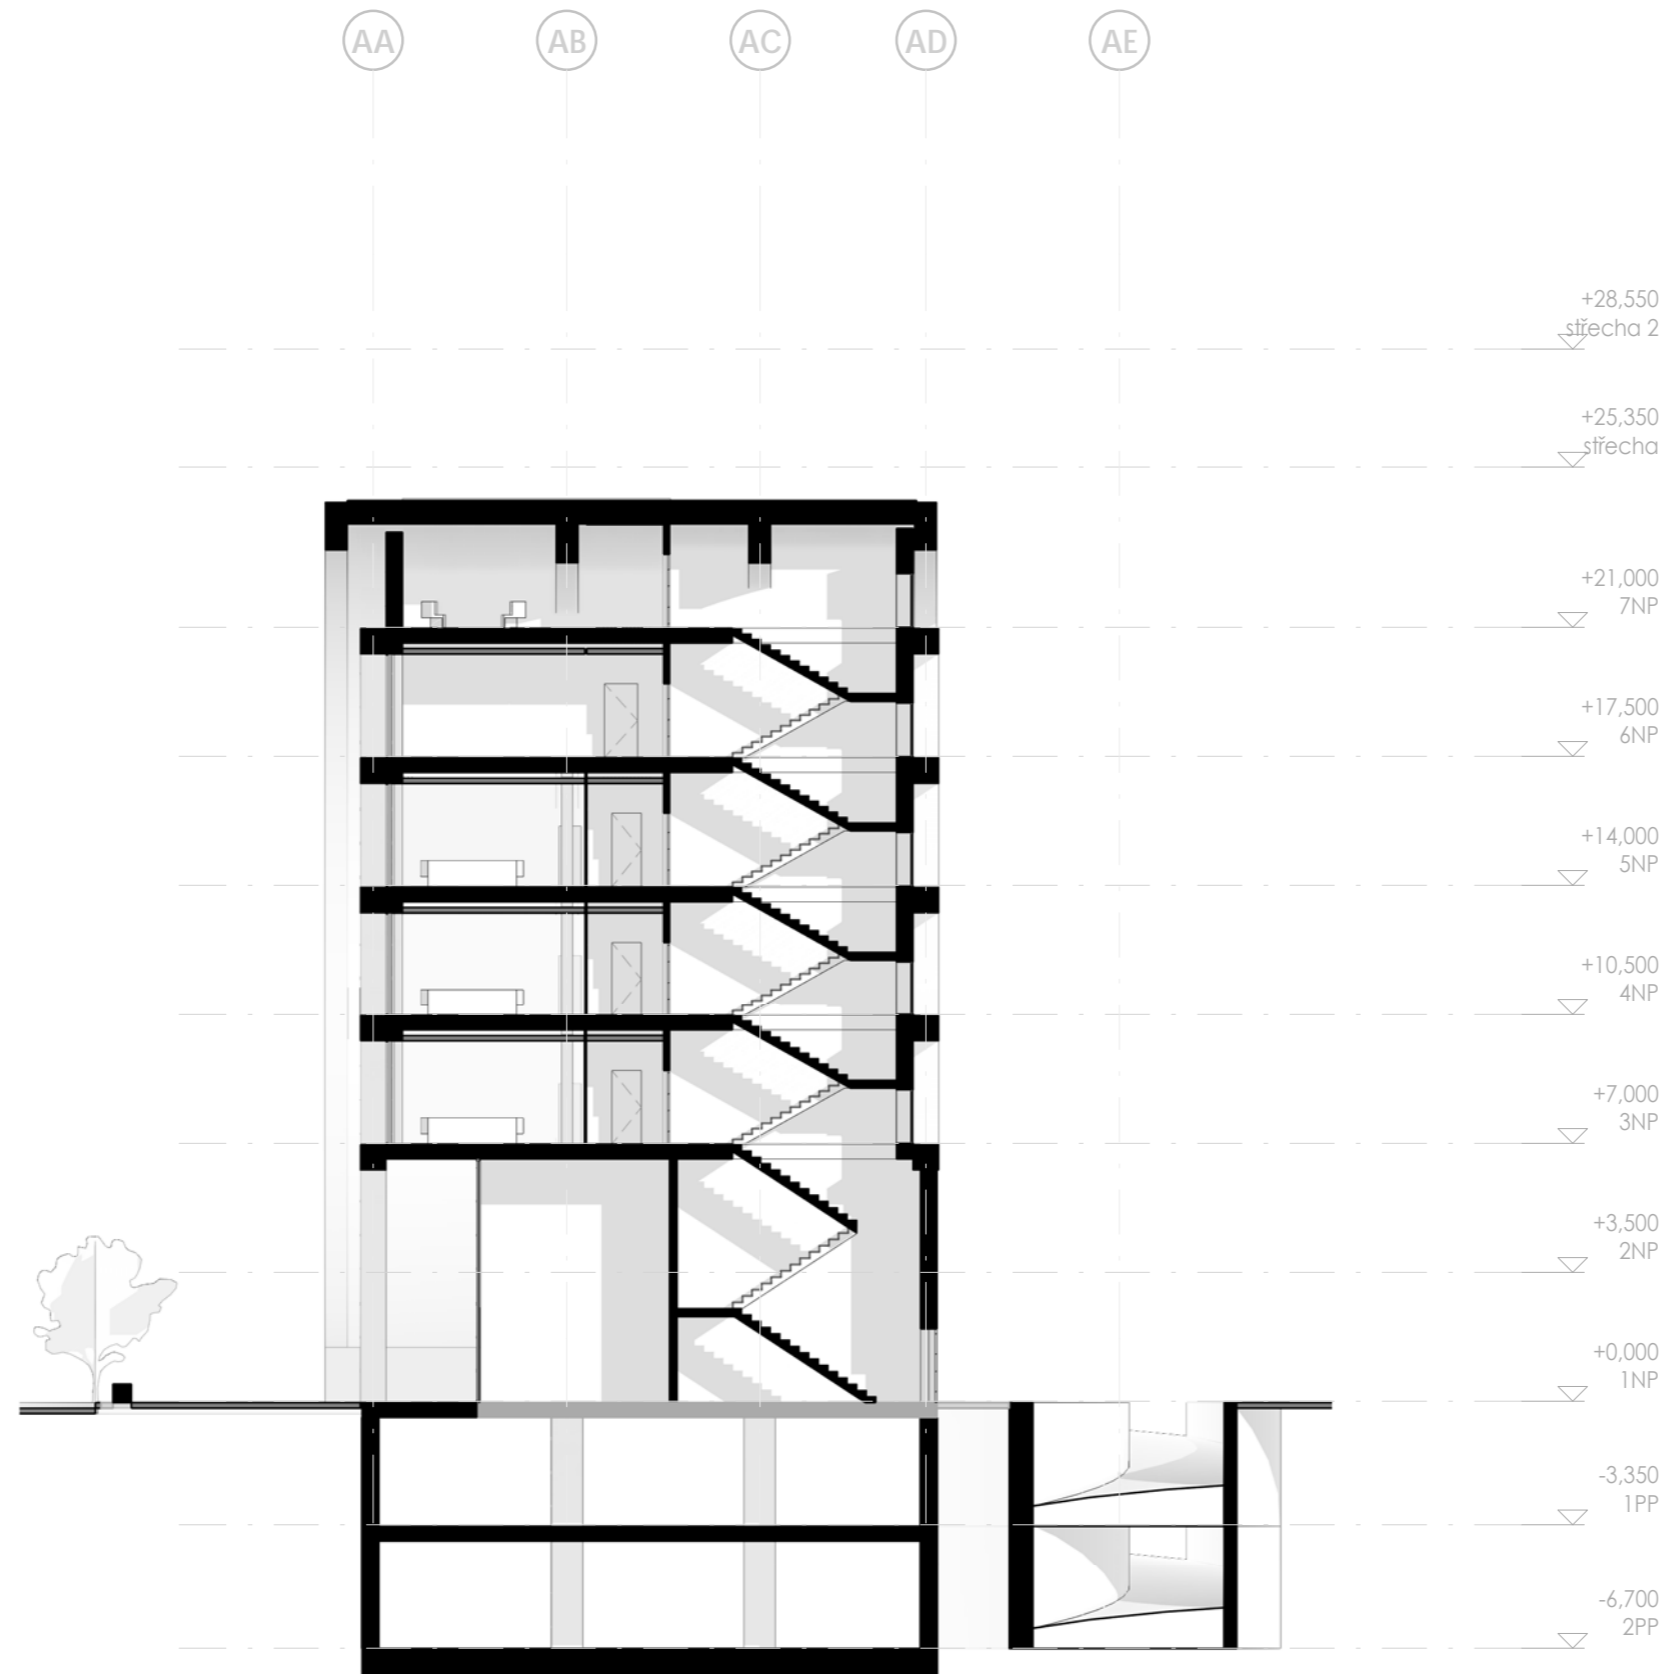 AA AB AC AD AE
+28,550
střecha 2
+25,350
střecha
+21,000
7NP
+17,500
6NP
+14,000
5NP
+10,500
4NP
+7,000
3NP
+3,500
2NP
+0,000
1NP
-3,350
1PP
-6,700
2PP